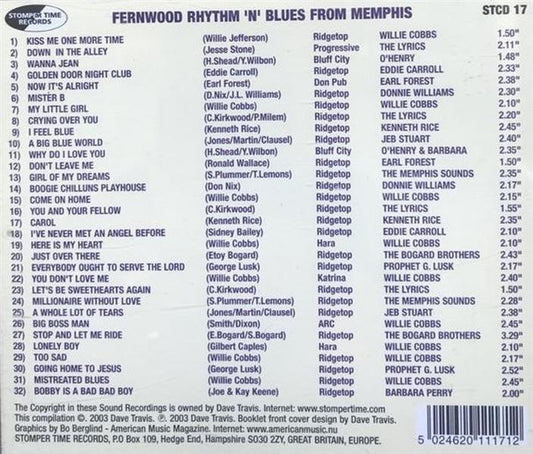 STOMPER TIME
RECORDS
FERNWOOD RHYTHM 'N' BLUES FROM MEMPHIS
STCD 17
1) KISS ME ONE MORE TIME (Willie Jefferson) Ridgetop WILLIE COBBS 1.50"
2) DOWN IN THE ALLEY (Jesse Stone) Progressive THE LYRICS 2.11"
3) WANNA JEAN (H.Shead/Y.Wilbon) Bluff City O'HENRY 1.48"
4) GOLDEN DOOR NIGHT CLUB (Eddie Carroll) Ridgetop EDDIE CARROLL 2.33"
5) NOW IT'S ALRIGHT (Earl Forest) Don Pub EARL FOREST 2.38"
6) MISTER B (D.Nix/J.L. Williams) Ridgetop DONNIE WILLIAMS 2.30"
7) MY LITTLE GIRL (Willie Cobbs) Ridgetop WILLIE COBBS 2.10"
8) CRYING OVER YOU (C.Kirkwood/P.Milem) Ridgetop THE LYRICS 2.20"
9) I FEEL BLUE (Kenneth Rice) Ridgetop KENNETH RICE 2.45"
10) A BIG BLUE WORLD (Jones/Martin/Clausel) Ridgetop JEB STUART 2.40"
11) WHY DO I LOVE YOU (H.Shead/Y.Wilbon) Bluff City O'HENRY & BARBARA 2.35"
12) DON'T LEAVE ME (Ronald Wallace) Ridgetop EARL FOREST 1.50"
13) GIRL OF MY DREAMS (S.Plummer/T.Lemons) Ridgetop THE MEMPHIS SOUNDS 2.35"
14) BOOGIE CHILLUNS PLAYHOUSE (Don Nix) Ridgetop DONNIE WILLIAMS 2.17"
15) COME ON HOME (Willie Cobbs) Ridgetop WILLIE COBBS 2.15"
16) YOU AND YOUR FELLOW (C.Kirkwood) Ridgetop THE LYRICS 1.55"
17) CAROL (Kenneth Rice) Ridgetop KENNETH RICE 2.35"
18) I'VE NEVER MET AN ANGEL BEFORE (Sidney Bailey) Ridgetop EDDIE CARROLL 2.10"
19) HERE IS MY HEART (Willie Cobbs) Hara WILLIE COBBS 2.10"
20) JUST OVER THERE (Etoy Bogard) Ridgetop THE BOGARD BROTHERS 2.43"
21) EVERYBODY OUGHT TO SERVE THE LORD (George Lusk) Ridgetop PROPHET G. LUSK 2.17"
22) YOU DON'T LOVE ME (Willie Cobbs) Katrina WILLIE COBBS 2.40"
23) LET'S BE SWETHEARTS AGAIN (C.Kirkwood) Ridgetop THE LYRICS 1.50"
24) MILLIONAIRE WITHOUT LOVE (S.Plummer/T.Lemons) Ridgetop THE MEMPHIS SOUNDS 2.28"
25) A WHOLE LOT OF TEARS (Jones/Martin/Clausel) Ridgetop JEB STUART 2.38"
26) BIG BOSS MAN (Smith/Dixon) ARC WILLIE COBBS 2.45"
27) STOP AND LET ME RIDE (E.Bogard/S.Bogard) Ridgetop THE BOGARD BROTHERS 3.29"
28) LONELY BOY (Gilbert Caples) Hara WILLIE COBBS 2.10"
29) TOO SAD (Willie Cobbs) Ridgetop WILLIE COBBS 2.17"
30) GOING HOME TO JESUS (George Lusk) Ridgetop PROPHET G. LUSK 2.52"
31) MISTREATED BLUES (Willie Cobbs) Ridgetop WILLIE COBBS 2.10"
32) BOBBY IS A BAD BAD BOY (Joe & Kay Keene) Ridgetop BARBARA PERRY 2.00"
The Copyright in these Sound Recordings is owned by Dave Travis. Internet: www.stompertime.com
This compilation ©. 2003 Dave Travis. ℗. 2003 Dave Travis. Booklet front cover design by Dave Travis.
Graphics by Bo Berglind - American Music Magazine. Internet: www.americanmusic.nu
STOMPER TIME RECORDS, P.O Box 109, Hedge End, Hampshire SO30 2ZY, GREAT BRITAIN, EUROPE.
5 024620 111712